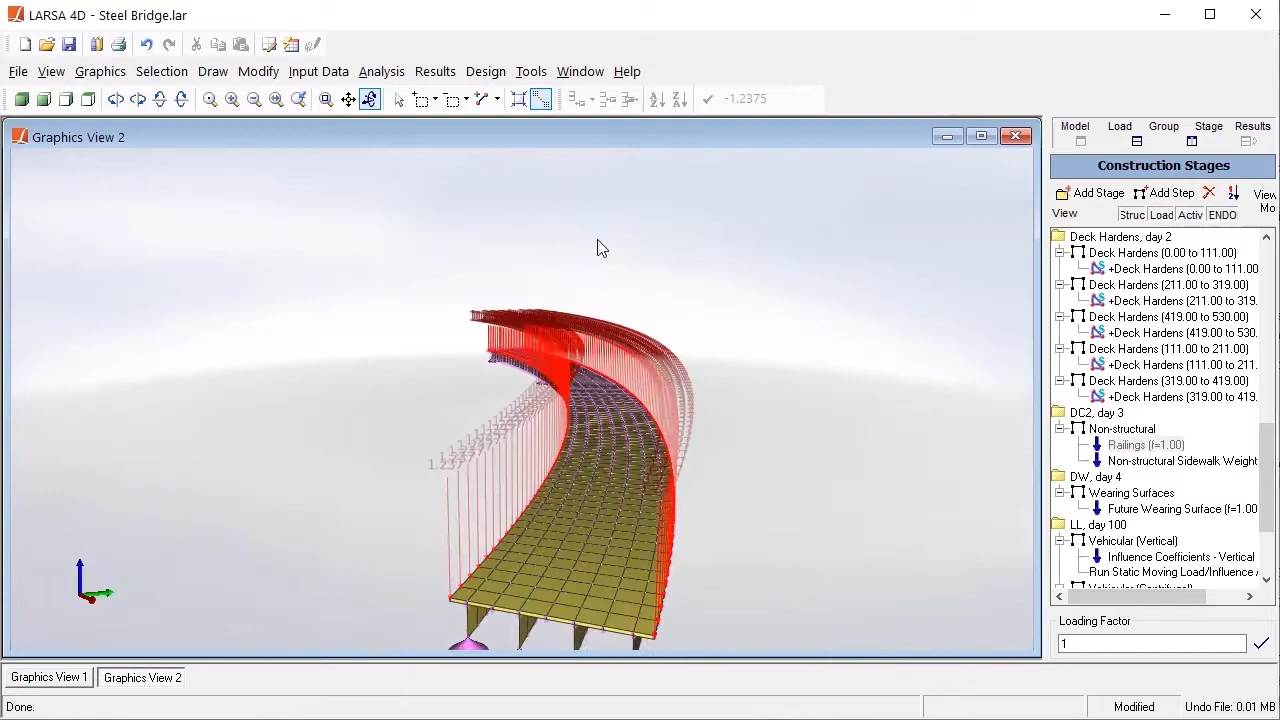 LARSA 4D - Steel Bridge.lar
File View Graphics Selection Draw Modify Input Data Analysis Results Design Tools Window Help
-1.2375
Graphics View 2
Model Load Group Stage Results
Construction Stages
Add Stage Add Step View Mo
View Struc Load Activ ENDO
Deck Hardens, day 2
Deck Hardens (0.00 to 111.00)
+Deck Hardens (0.00 to 111.00
Deck Hardens (211.00 to 319.00)
+Deck Hardens (211.00 to 319.
Deck Hardens (419.00 to 530.00)
+Deck Hardens (419.00 to 530.
Deck Hardens (111.00 to 211.00)
+Deck Hardens (111.00 to 211.
Deck Hardens (319.00 to 419.00)
+Deck Hardens (319.00 to 419.
DC2, day 3
Non-structural
Railings (f=1.00)
Non-structural Sidewalk Weight
DW, day 4
Wearing Surfaces
Future Wearing Surface (f=1.00
LL, day 100
Vehicular (Vertical)
Influence Coefficients - Vertical
Run Static Moving Load/Influence
Loading Factor
1
Graphics View 1 Graphics View 2
Done.
Modified Undo File: 0.01 MB